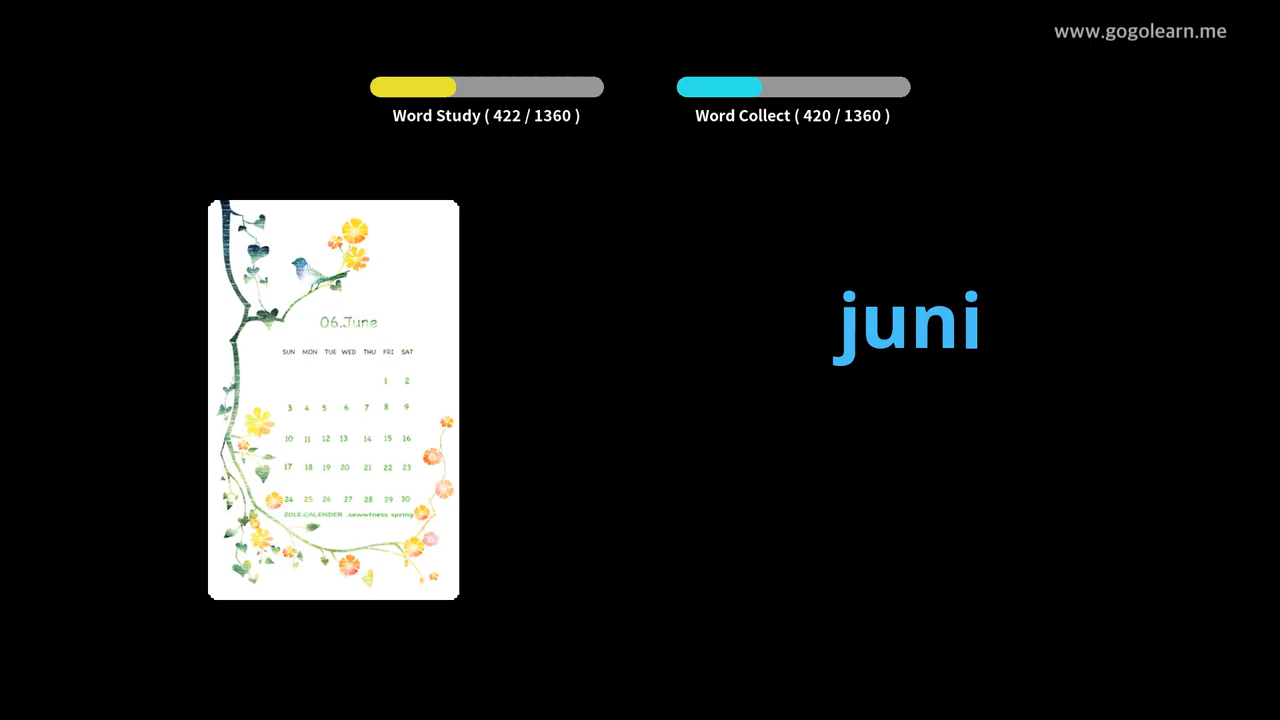 www.gogolearn.me
Word Study ( 422 / 1360 )
Word Collect ( 420 / 1360 )
06.June
SUN MON TUE WED THU FRI SAT
1 2
3 4 5 6 7 8 9
10 11 12 13 14 15 16
17 18 19 20 21 22 23
24 25 26 27 28 29 30
2012.CALENDER .sewwtness spring
juni